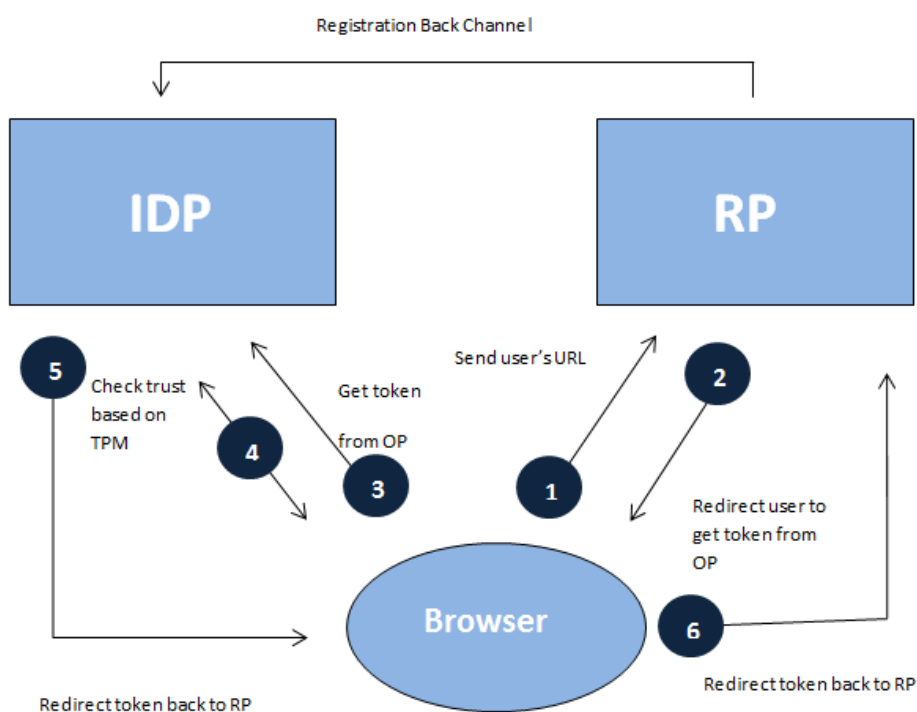 Registration Back Channel
IDP
RP
5
Check trust
based on
TPM
4
Get token
from OP
3
Send user's URL
1
2
Redirect user to
get token from
OP
Browser
6
Redirect token back to RP
Redirect token back to RP